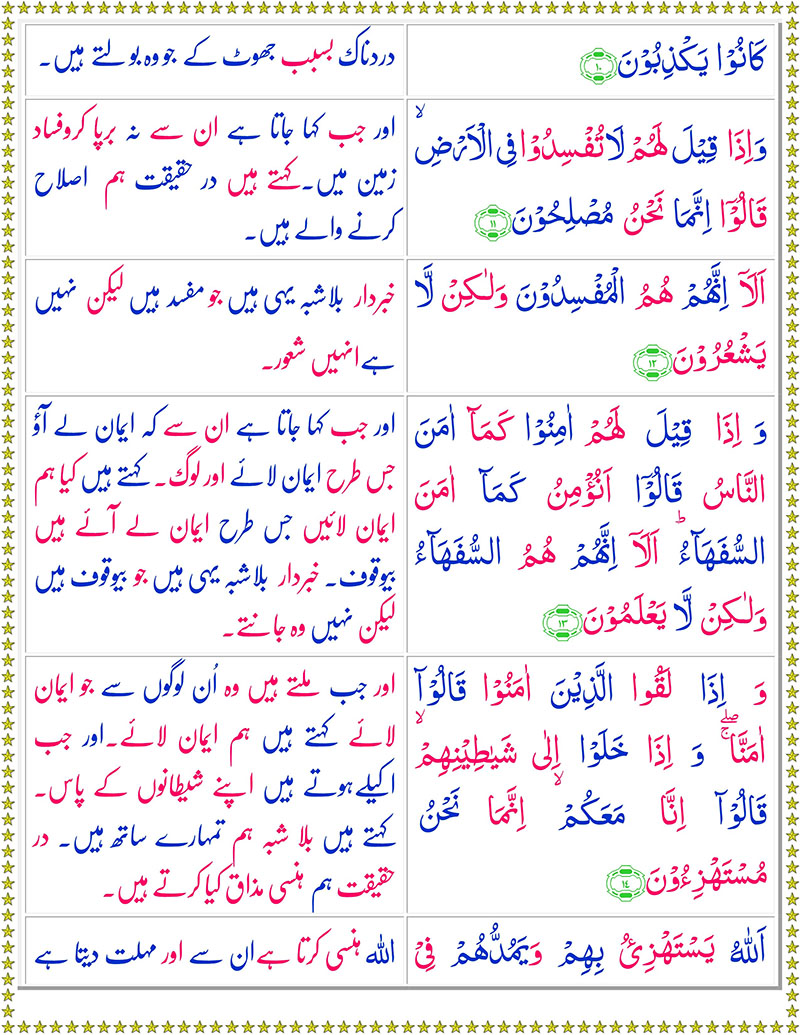 كَانُوْا يَكْذِبُوْنَ ۝۱۰
دردناک بسبب جھوٹ کے جو وہ بولتے ہیں۔
وَاِذَا قِيْلَ لَهُمْ لَا تُفْسِدُوْا فِى الْاَرْضِ ۙ
قَالُوْٓا اِنَّمَا نَحْنُ مُصْلِحُوْنَ ۝۱۱
اور جب کہا جاتا ہے ان سے نہ برپا کرو فساد
زمین میں۔ کہتے ہیں در حقیقت ہم اصلاح
کرنے والے ہیں۔
اَلَآ اِنَّهُمْ هُمُ الْمُفْسِدُوْنَ وَلٰكِنْ لَّا
يَشْعُرُوْنَ ۝۱۲
خبردار بلاشبہ یہی ہیں جو مفسد ہیں لیکن نہیں
ہے انہیں شعور۔
وَ اِذَا قِيْلَ لَهُمْ اٰمِنُوْا كَمَآ اٰمَنَ
النَّاسُ قَالُوْٓا اَنُؤْمِنُ كَمَآ اٰمَنَ
السُّفَهَآءُ ؕ اَلَآ اِنَّهُمْ هُمُ السُّفَهَآءُ
وَلٰكِنْ لَّا يَعْلَمُوْنَ ۝۱۳
اور جب کہا جاتا ہے ان سے کہ ایمان لے آؤ
جس طرح ایمان لائے اور لوگ۔ کہتے ہیں کیا ہم
ایمان لائیں جس طرح ایمان لے آئے ہیں
بیوقوف۔ خبردار بلاشبہ یہی ہیں جو بیوقوف ہیں
لیکن نہیں وہ جانتے۔
وَ اِذَا لَقُوا الَّذِيْنَ اٰمَنُوْا قَالُوْٓا
اٰمَنَّا ۖۚ وَ اِذَا خَلَوْا اِلٰى شَيٰطِيْنِهِمْ ۙ
قَالُوْٓا اِنَّا مَعَكُمْ ۙ اِنَّمَا نَحْنُ
مُسْتَهْزِءُوْنَ ۝۱۴
اور جب ملتے ہیں وہ اُن لوگوں سے جو ایمان
لائے کہتے ہیں ہم ایمان لائے۔ اور جب
اکیلے ہوتے ہیں اپنے شیطانوں کے پاس۔
کہتے ہیں بلا شبہ ہم تمہارے ساتھ ہیں۔ در
حقیقت ہم ہنسی مذاق کیا کرتے ہیں۔
اَللّٰهُ يَسْتَهْزِئُ بِهِمْ وَيَمُدُّهُمْ فِىْ
اللہ ہنسی کرتا ہے ان سے اور مہلت دیتا ہے